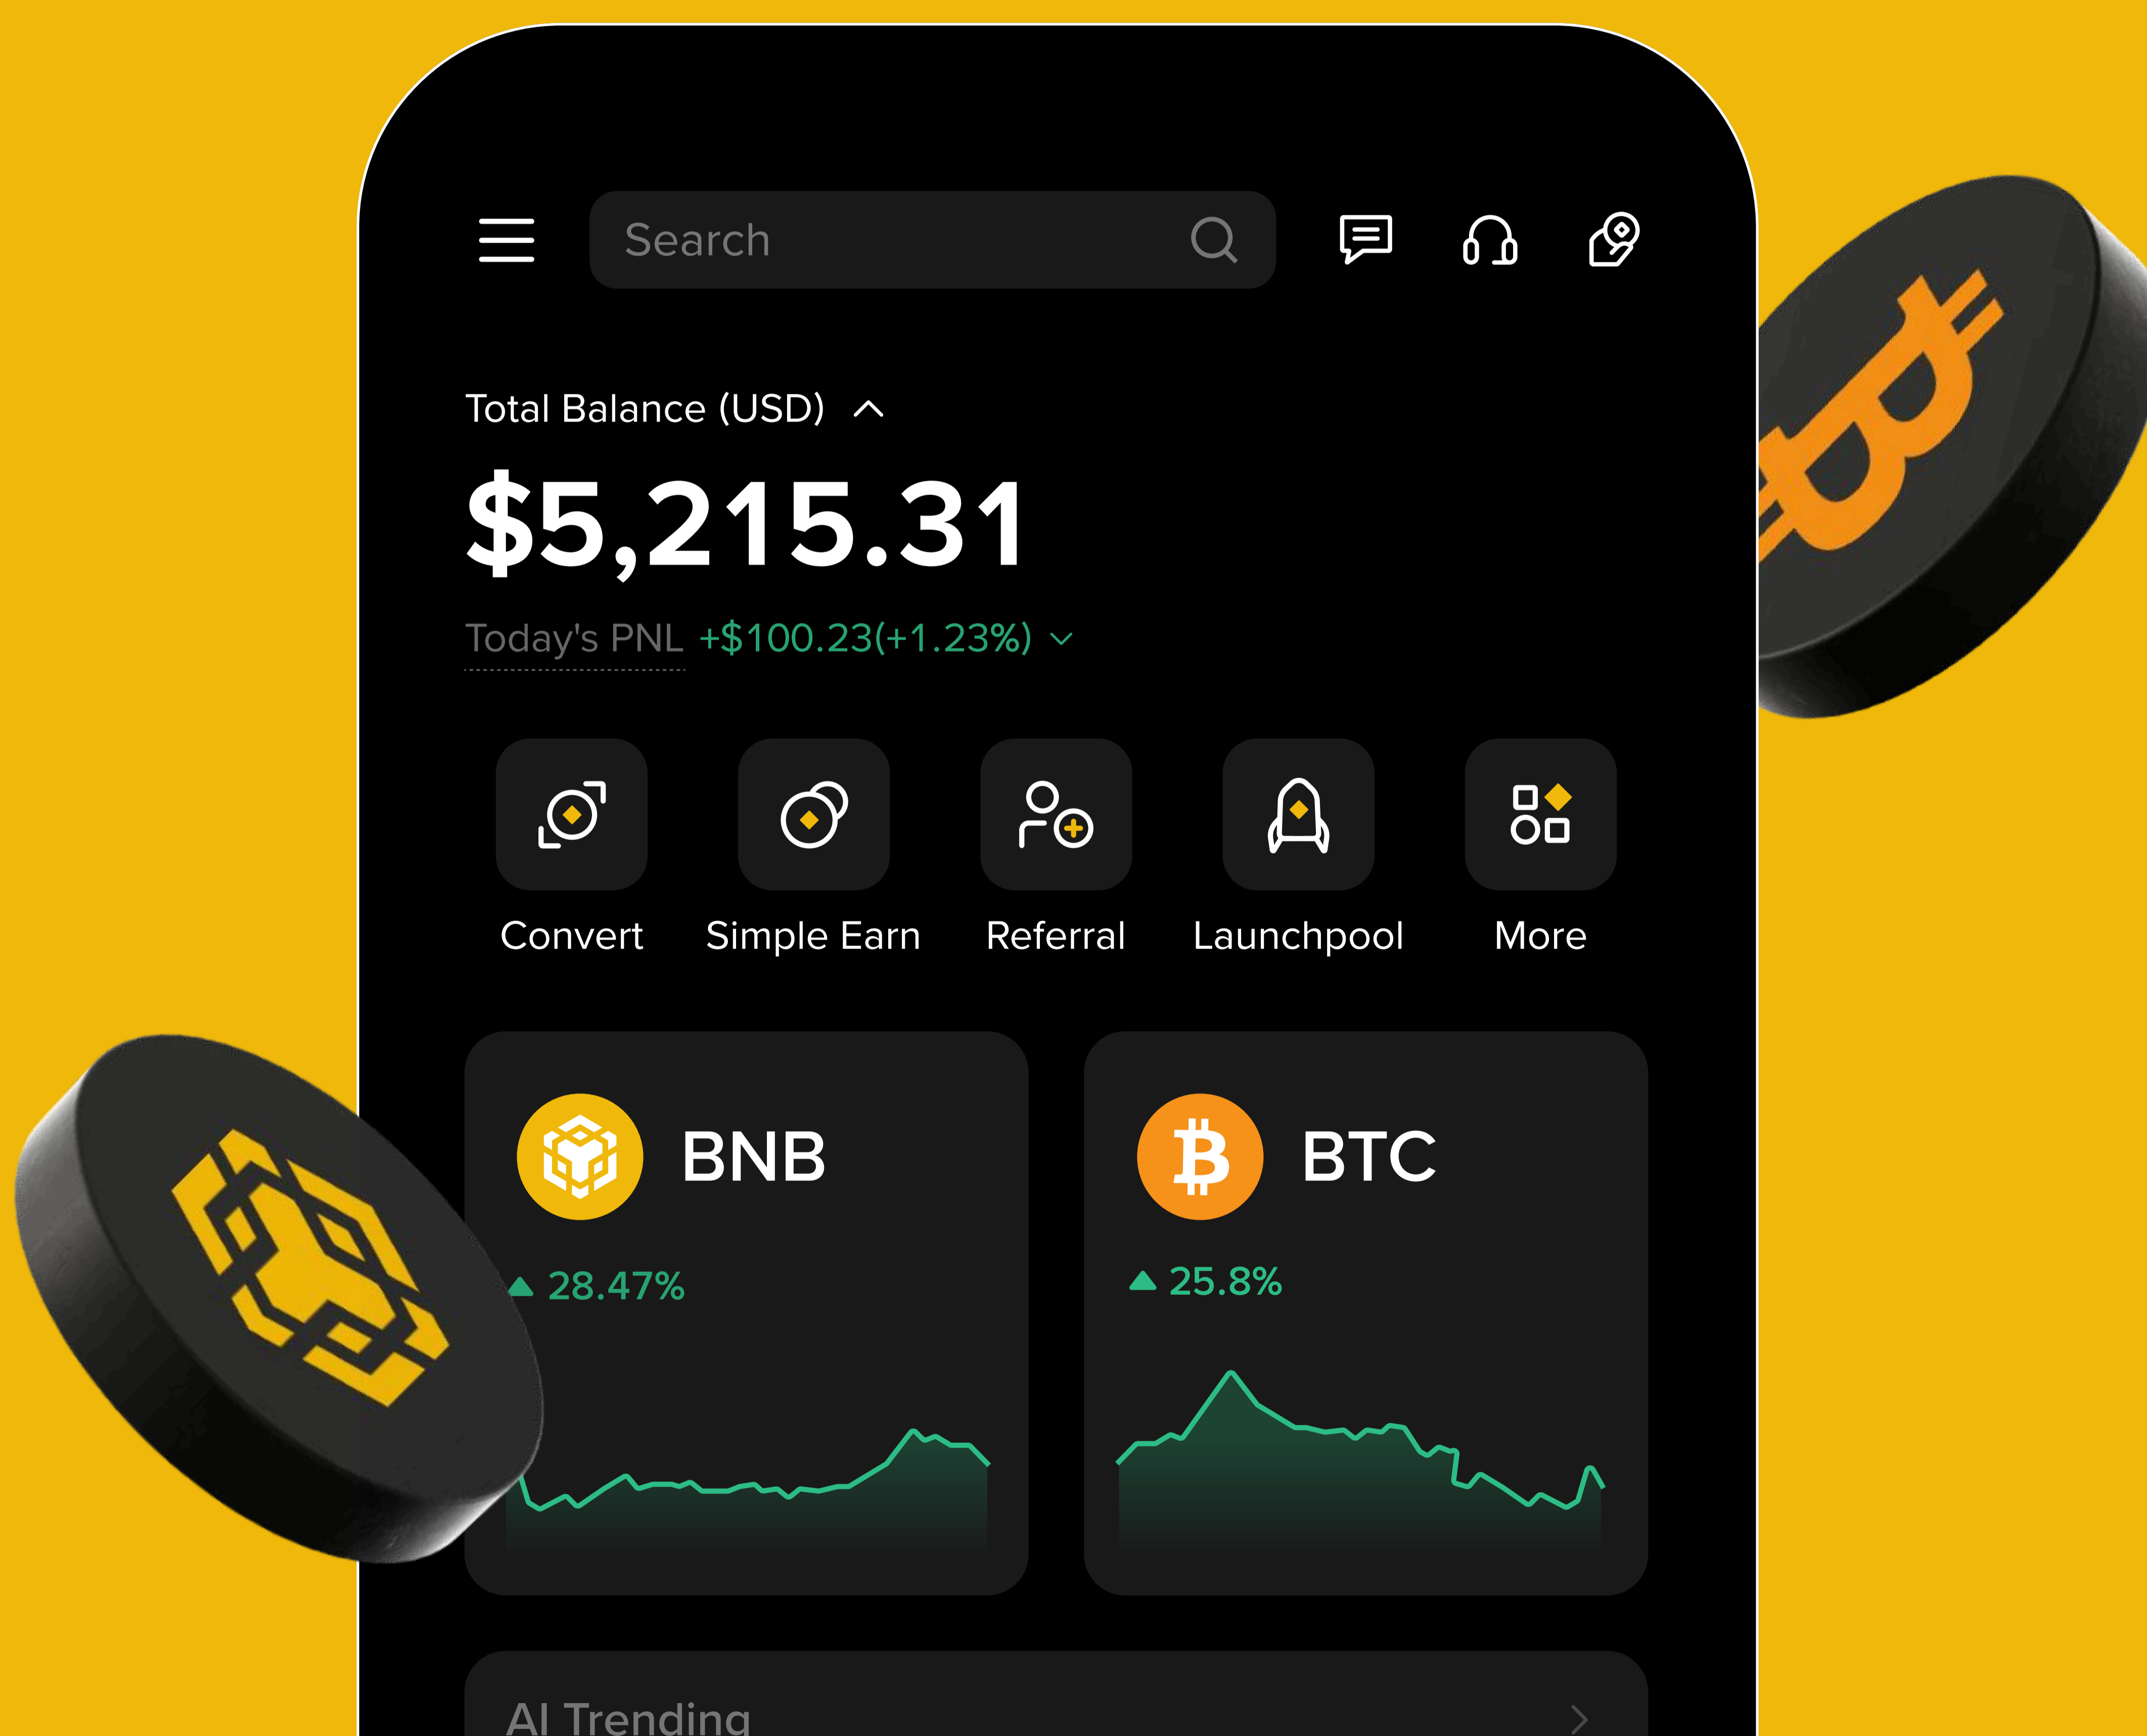 Search
Total Balance (USD)
$5,215.31
Today's PNL +$100.23(+1.23%)
Convert Simple Earn Referral Launchpool More
BNB BTC
28.47% 25.8%
AI Trending